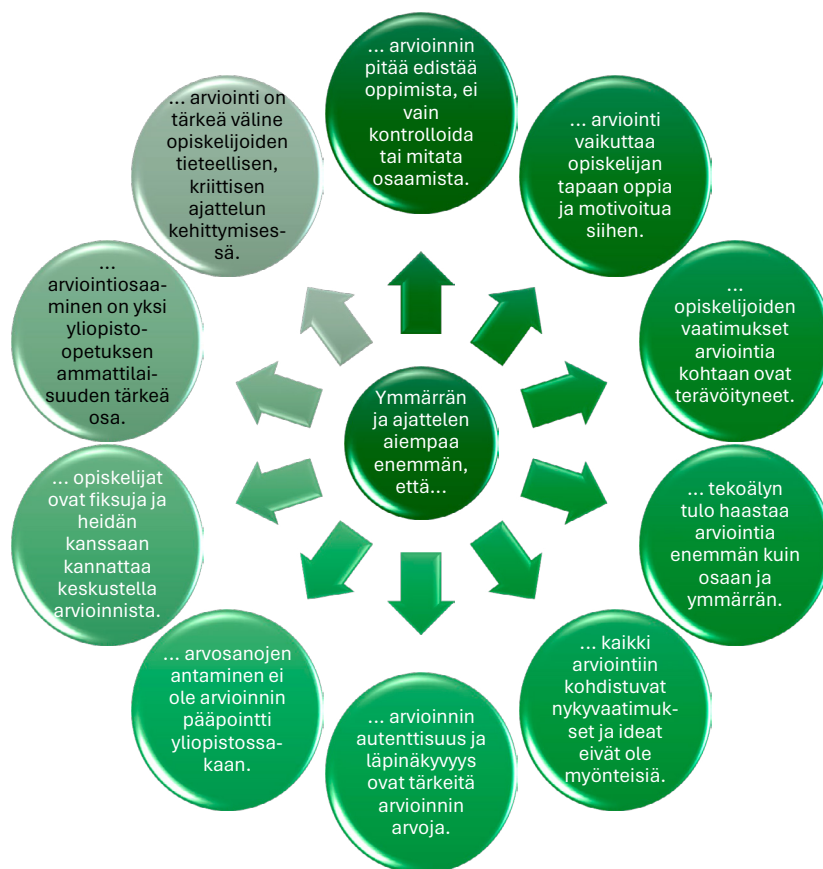 ... arvioinnin
pitää edistää
oppimista, ei
vain
kontrolloida
tai mitata
osaamista.
... arviointi
vaikuttaa
opiskelijan
tapaan oppia
ja motivoitua
siihen.
...
opiskelijoiden
vaatimukset
arviointia
kohtaan ovat
terävöityneet.
... tekoälyn
tulo haastaa
arviointia
enemmän kuin
osaan ja
ymmärrän.
... kaikki
arviointiin
kohdistuvat
nykyvaatimuk-
set ja ideat
eivät ole
myönteisiä.
... arvioinnin
autenttisuus ja
läpinäkyvyys
ovat tärkeitä
arvioinnin
arvoja.
... arvosanojen
antaminen ei
ole arvioinnin
pääpointti
yliopistossa-
kaan.
... opiskelijat
ovat fiksuja ja
heidän
kanssaan
kannattaa
keskustella
arvioinnista.
...
arviointiosaa-
minen on yksi
yliopisto-
opetuksen
ammattilai-
suuden tärkeä
osa.
... arviointi on
tärkeä väline
opiskelijoiden
tieteellisen,
kriittisen
ajattelun
kehittymises-
sä.
Ymmärrän
ja ajattelen
aiempaa
enemmän,
että...